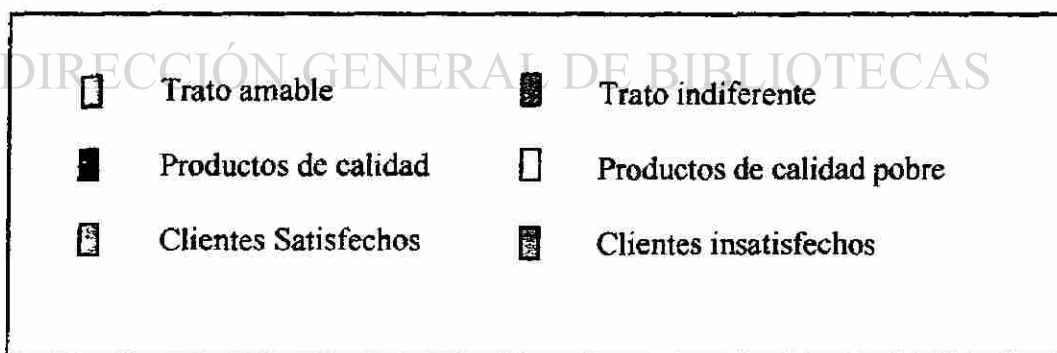 DIRECCIÓN GENERAL DE BIBLIOTECAS
Trato amable
Trato indiferente
Productos de calidad
Productos de calidad pobre
Clientes Satisfechos
Clientes insatisfechos